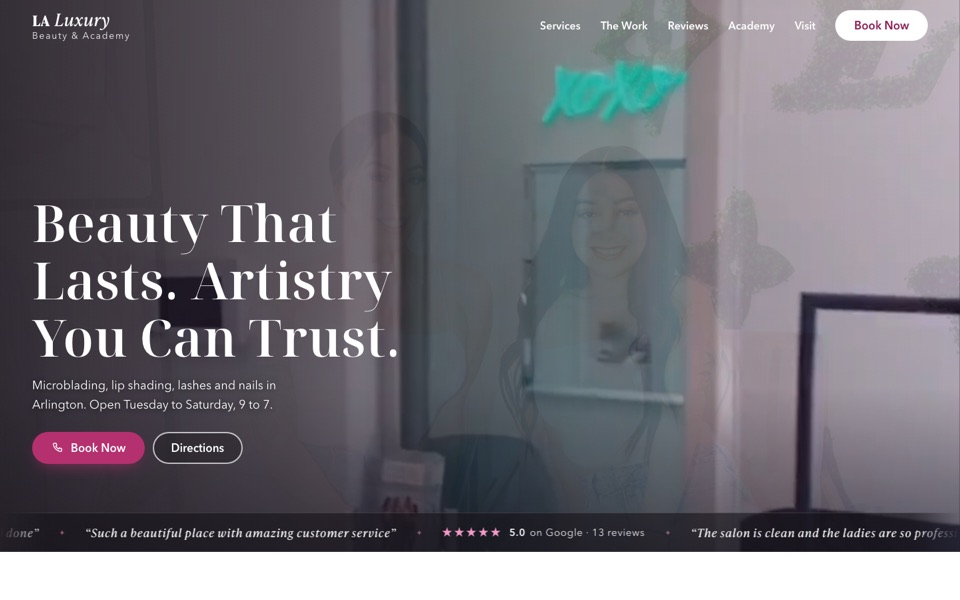 LA Luxury
Beauty & Academy
Services The Work Reviews Academy Visit Book Now
xoxo
Beauty That
Lasts. Artistry
You Can Trust.
Microblading, lip shading, lashes and nails in
Arlington. Open Tuesday to Saturday, 9 to 7.
Book Now Directions
done” “Such a beautiful place with amazing customer service” ★★★★★ 5.0 on Google · 13 reviews “The salon is clean and the ladies are so profess